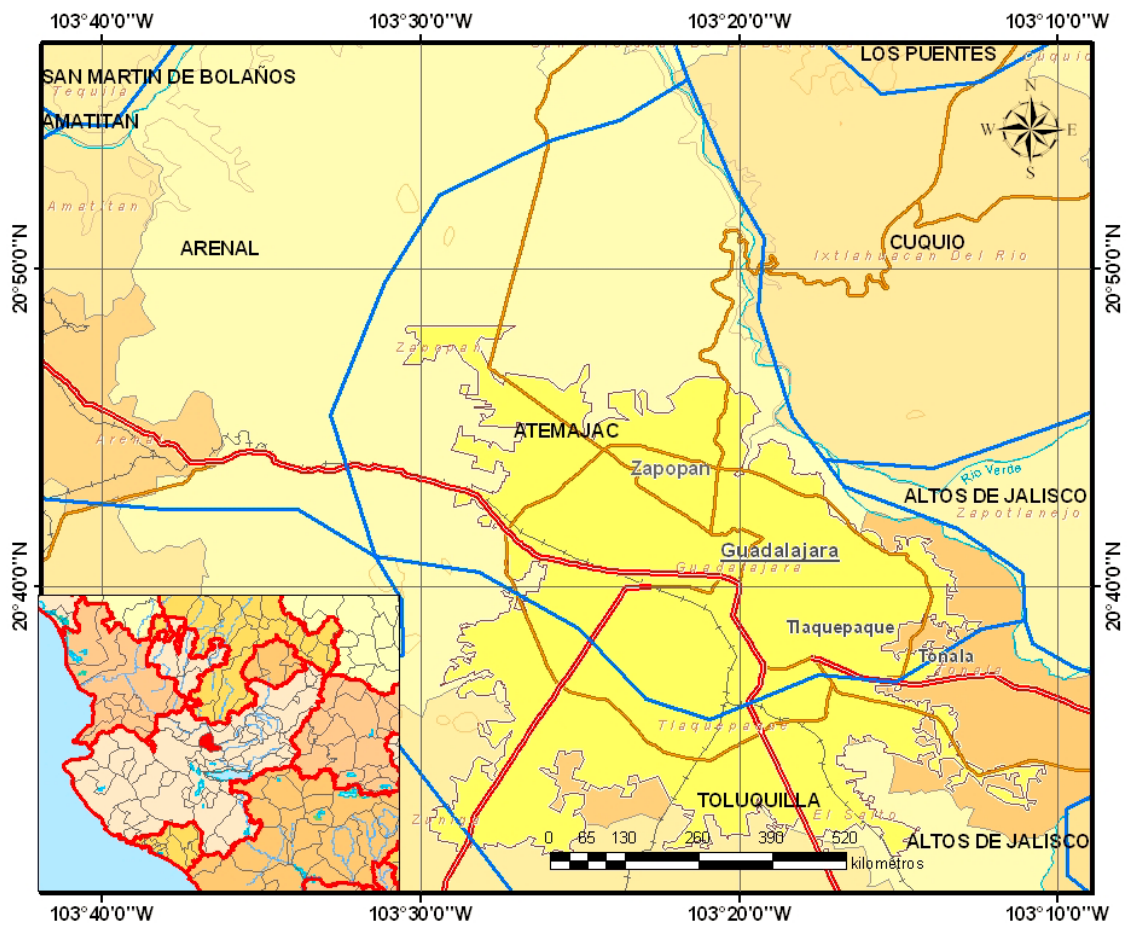 103°40'0"W 103°30'0"W 103°20'0"W 103°10'0"W
LOS PUENTES
Cuquio
SAN MARTIN DE BOLAÑOS
Tequila
N
AMATITAN
W E
S
Amatitan
ARENAL
CUQUIO
Ixtlahuacan Del Rio
20°50'0"N 20°50'0"N
Zapopan
ATEMAJAC
Arenal
Zapopan
Rio Verde
ALTOS DE JALISCO
Zapotlanejo
Guadalajara
Guadalajara
20°40'0"N 20°40'0"N
Tlaquepaque
Tonala
Tonala
Tlaquepaque
TOLUQUILLA
El Salto
0 65 130 260 390 520
kilometros
ALTOS DE JALISCO
103°40'0"W 103°30'0"W 103°20'0"W 103°10'0"W